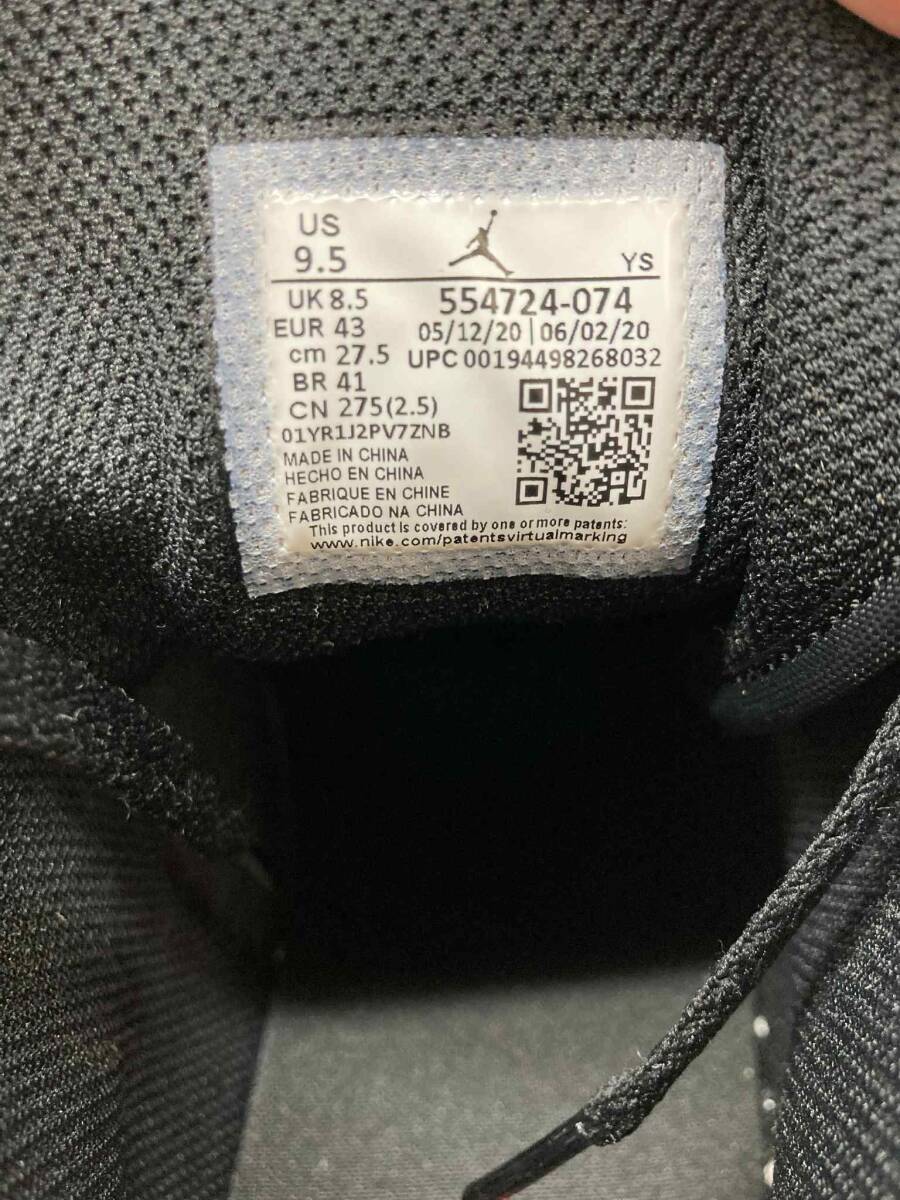 US
9.5
YS
UK 8.5
554724-074
EUR 43
05/12/20 | 06/02/20
cm 27.5
UPC 00194498268032
BR 41
CN 275(2.5)
01YR1J2PV7ZNB
MADE IN CHINA
HECHO EN CHINA
FABRIQUE EN CHINE
FABRICADO NA CHINA
This product is covered by one or more patents:
www.nike.com/patentsvirtualmarking